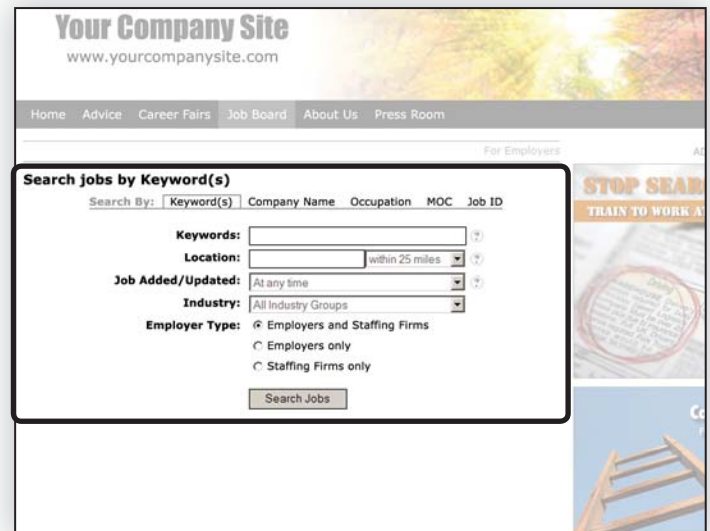 Your Company Site
www.yourcompanysite.com
Home Advice Career Fairs Job Board About Us Press Room
For Employers
Search jobs by Keyword(s)
Search By: Keyword(s) Company Name Occupation MOC Job ID
Keywords:
Location: within 25 miles
Job Added/Updated: At any time
Industry: All Industry Groups
Employer Type: Employers and Staffing Firms
Employers only
Staffing Firms only
Search Jobs
STOP
TRAIN TO WORK